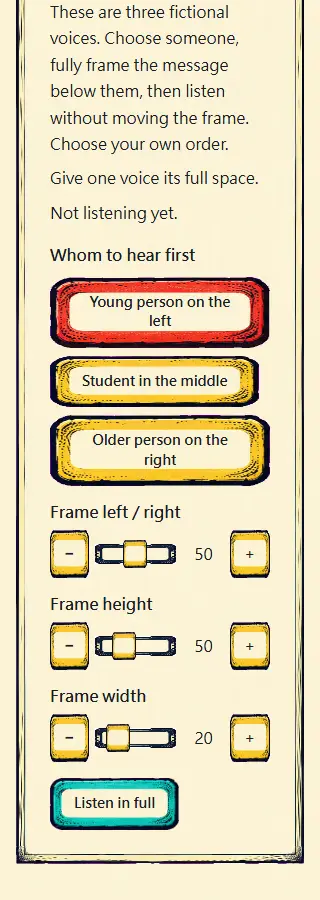 These are three fictional
voices. Choose someone,
fully frame the message
below them, then listen
without moving the frame.
Choose your own order.
Give one voice its full space.
Not listening yet.
Whom to hear first
Young person on the
left
Student in the middle
Older person on the
right
Frame left / right
− 50 +
Frame height
− 50 +
Frame width
− 20 +
Listen in full